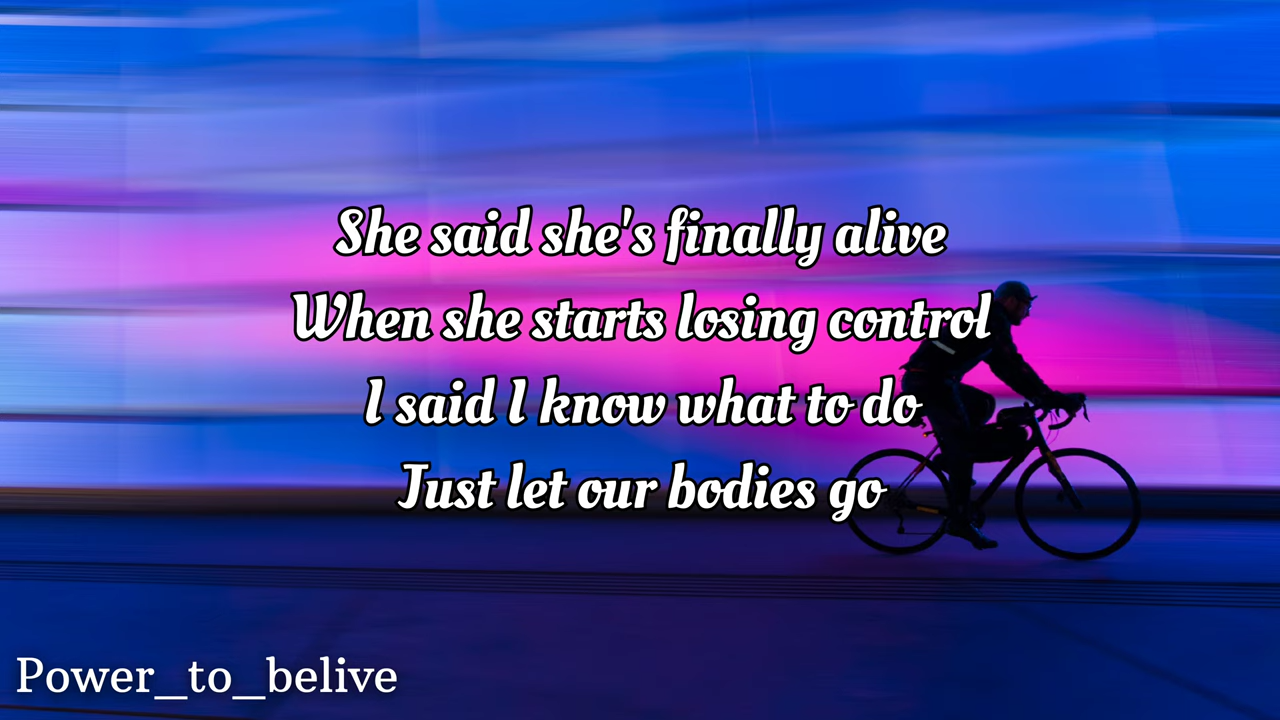 She said she's finally alive
When she starts losing control
I said I know what to do
Just let our bodies go
Power_to_belive